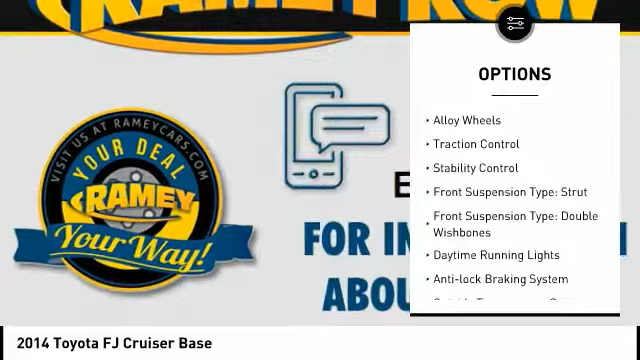 RAMEY ROW
VISIT US AT RAMEYCARS.COM
YOUR DEAL
RAMEY
Your Way!
FOR IN
ABOU
OPTIONS
• Alloy Wheels
• Traction Control
• Stability Control
• Front Suspension Type: Strut
• Front Suspension Type: Double
Wishbones
• Daytime Running Lights
• Anti-lock Braking System
2014 Toyota FJ Cruiser Base